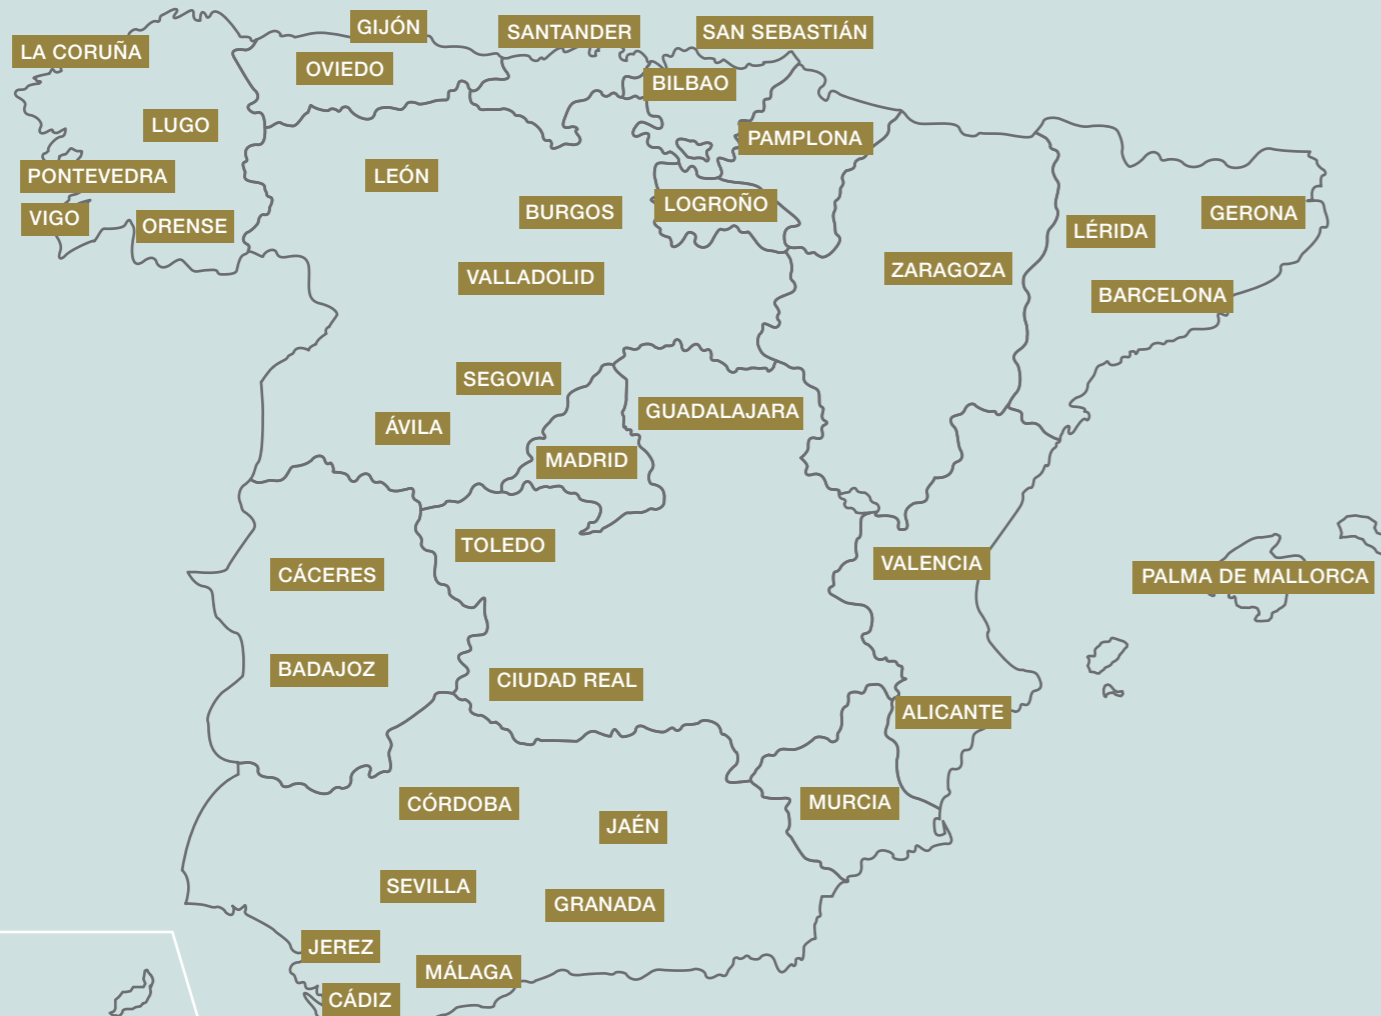 GIJÓN
SANTANDER
SAN SEBASTIÁN
LA CORUÑA
OVIEDO
BILBAO
LUGO
PAMPLONA
PONTEVEDRA
LEÓN
LOGROÑO
BURGOS
GERONA
VIGO
ORENSE
LÉRIDA
ZARAGOZA
VALLADOLID
BARCELONA
SEGOVIA
GUADALAJARA
ÁVILA
MADRID
TOLEDO
VALENCIA
CÁCERES
PALMA DE MALLORCA
BADAJOZ
CIUDAD REAL
ALICANTE
CÓRDOBA
MURCIA
JAÉN
SEVILLA
GRANADA
JEREZ
MÁLAGA
CÁDIZ